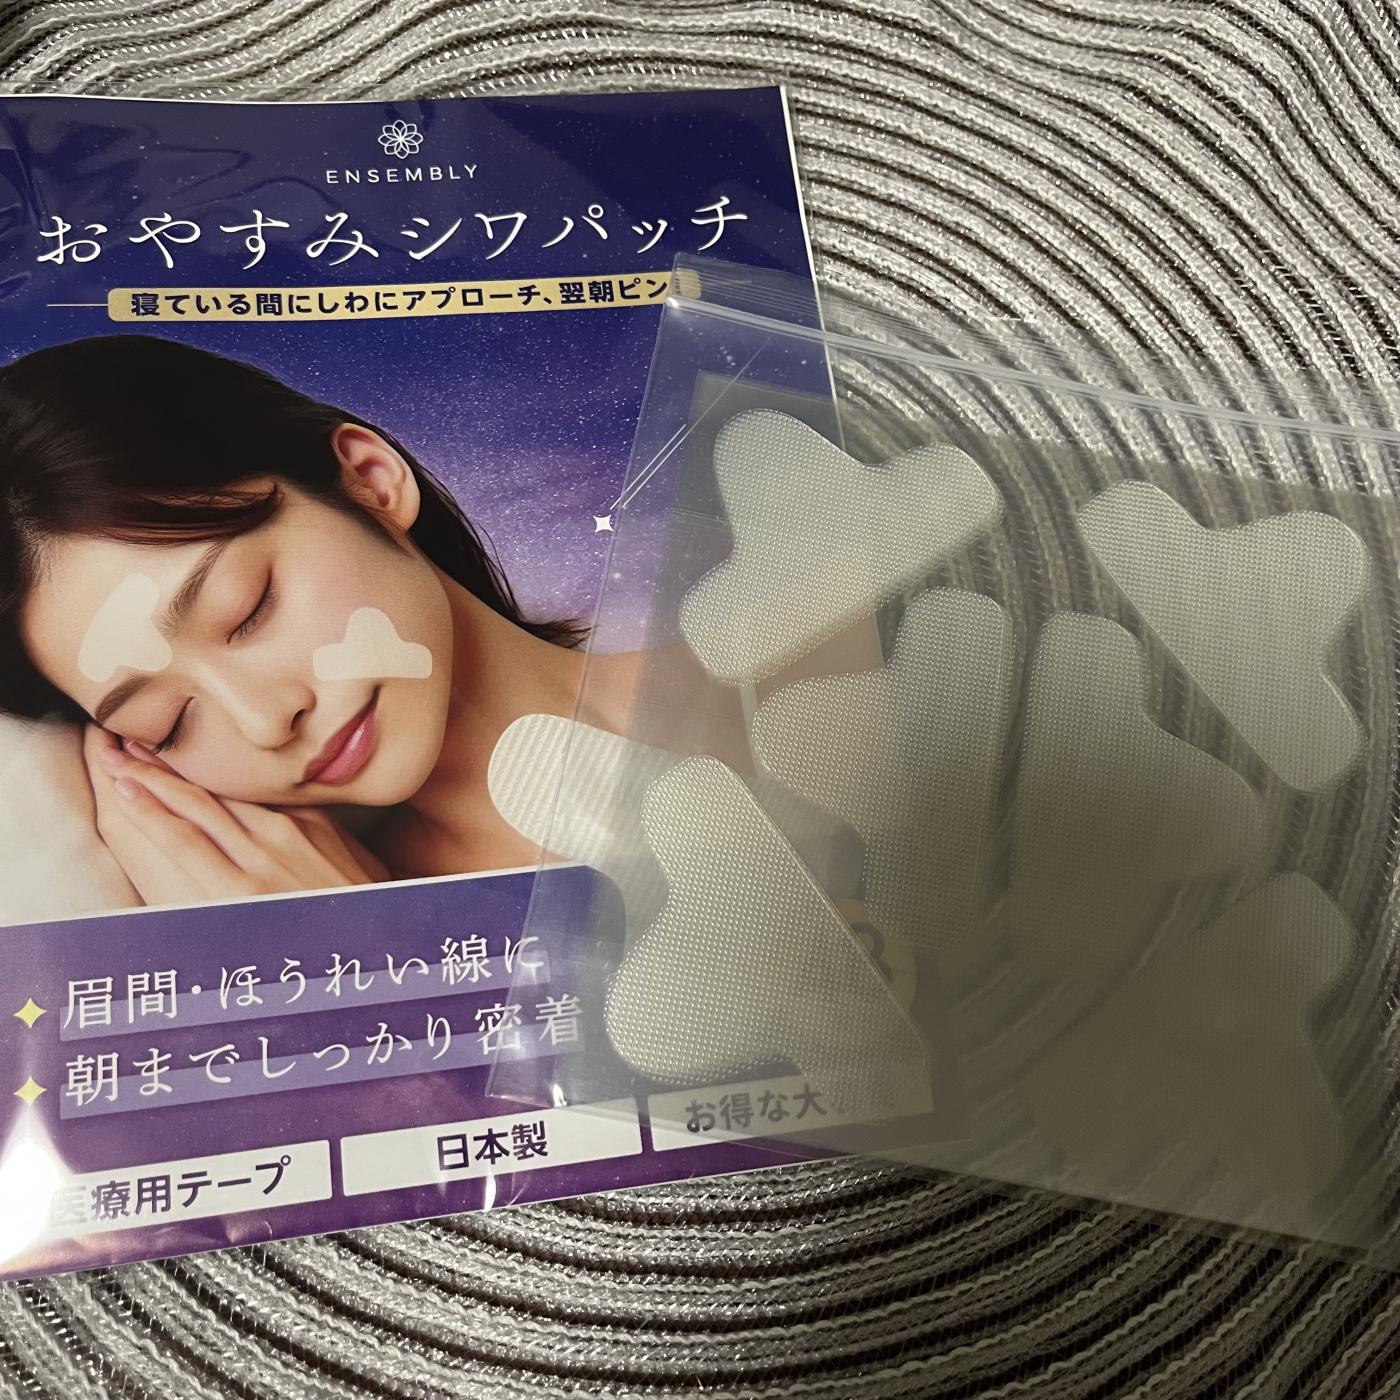 ENSEMBLY
おやすみシワパッチ
寝ている間にしわにアプローチ、翌朝ピン
眉間・ほうれい線に
朝までしっかり密着
医療用テープ
日本製
お得な大